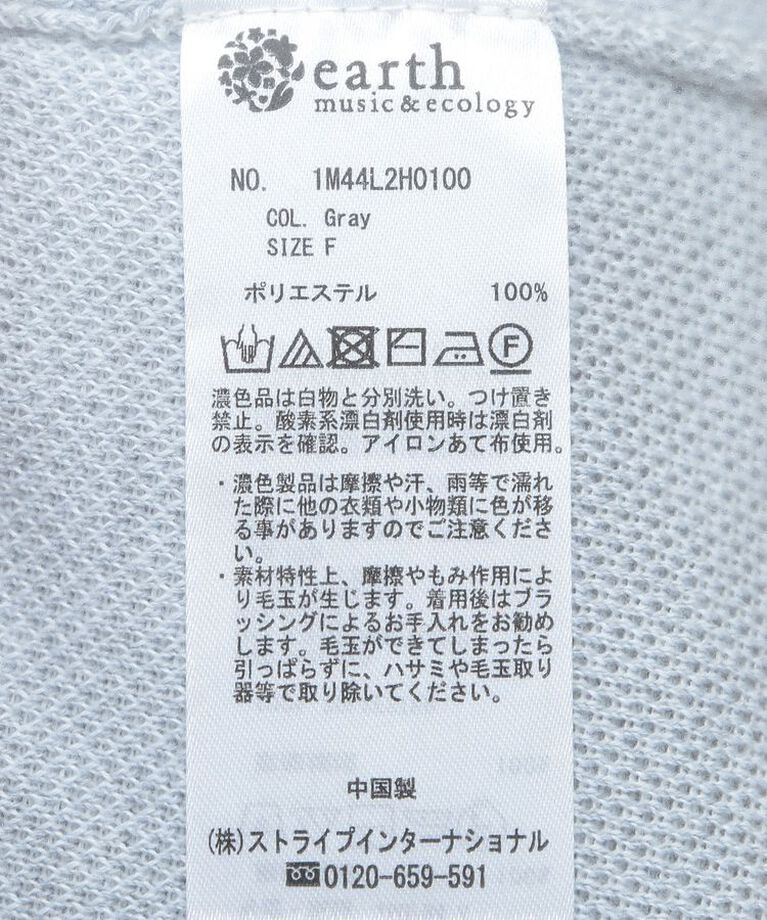 earth
music&ecology
NO. 1M44L2H0100
COL. Gray
SIZE F
ポリエステル 100%
F
濃色品は白物と分別洗い。つけ置き
禁止。酸素系漂白剤使用時は漂白剤
の表示を確認。アイロンあて布使用。
・濃色製品は摩擦や汗、雨等で濡れ
た際に他の衣類や小物類に色が移
る事がありますのでご注意くださ
い。
・素材特性上、摩擦やもみ作用によ
り毛玉が生じます。着用後はブラ
ッシングによるお手入れをお勧め
します。毛玉ができてしまったら
引っぱらずに、ハサミや毛玉取り
器等で取り除いてください。
中国製
(株)ストライプインターナショナル
0120-659-591